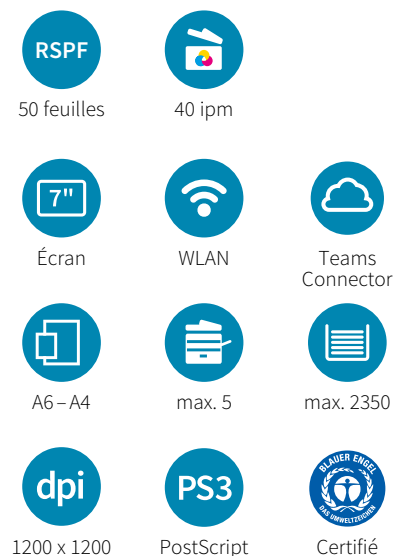 RSPF
50 feuilles
40 ipm
7"
Écran
WLAN
Teams
Connector
A6 – A4
max. 5
max. 2350
dpi
1200 x 1200
PS3
PostScript
BLAUER ENGEL
DAS UMWELTZEICHEN
Certifié